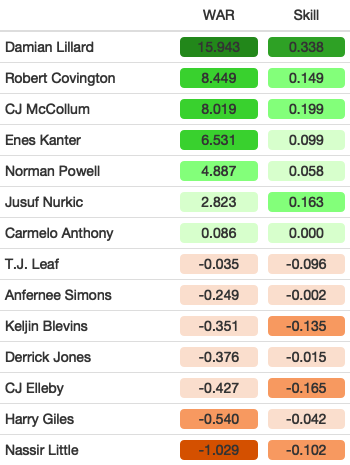 WAR Skill
Damian Lillard 15.943 0.338
Robert Covington 8.449 0.149
CJ McCollum 8.019 0.199
Enes Kanter 6.531 0.099
Norman Powell 4.887 0.058
Jusuf Nurkic 2.823 0.163
Carmelo Anthony 0.086 0.000
T.J. Leaf -0.035 -0.096
Anfernee Simons -0.249 -0.002
Keljin Blevins -0.351 -0.135
Derrick Jones -0.376 -0.015
CJ Elleby -0.427 -0.165
Harry Giles -0.540 -0.042
Nassir Little -1.029 -0.102